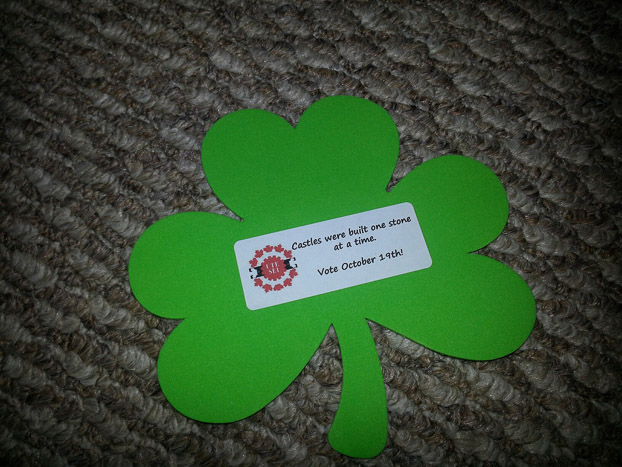 Castles were built one stone
at a time.
Vote October 19th!